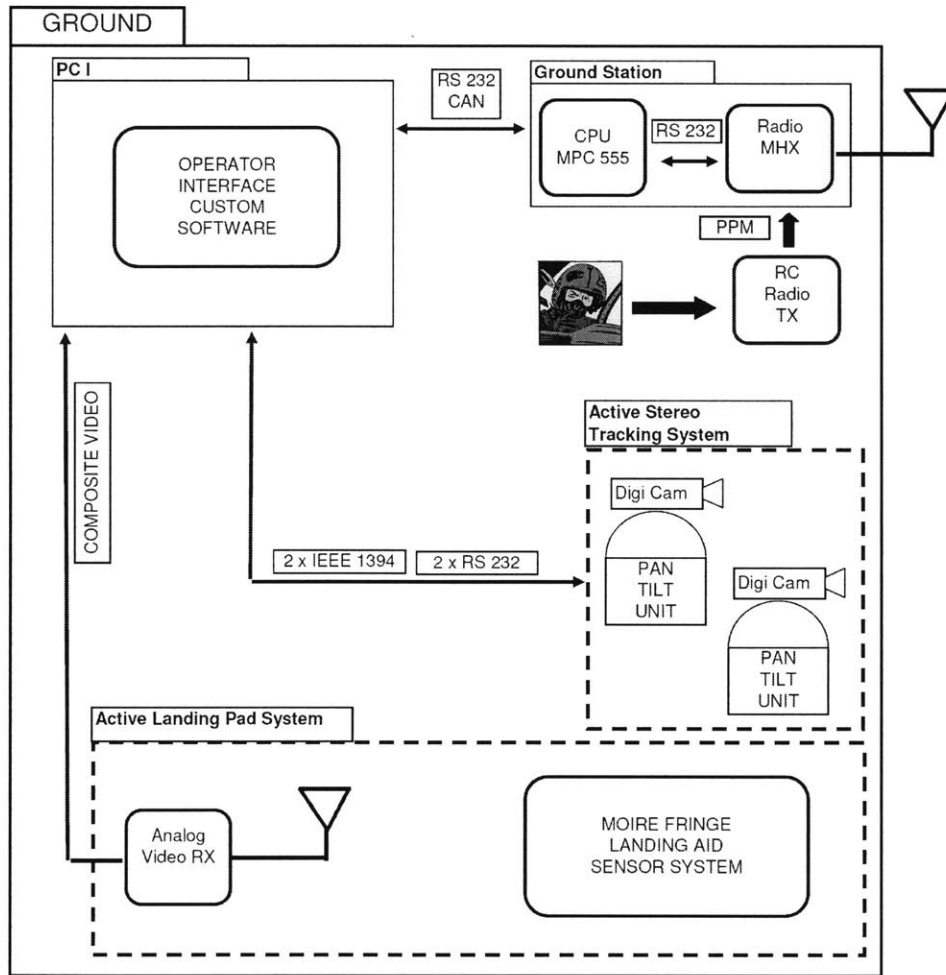 GROUND
PC I
OPERATOR
INTERFACE
CUSTOM
SOFTWARE
RS 232
CAN
Ground Station
CPU
MPC 555
RS 232
Radio
MHX
PPM
RC
Radio
TX
COMPOSITE VIDEO
Active Stereo
Tracking System
Digi Cam
PAN
TILT
UNIT
Digi Cam
PAN
TILT
UNIT
2 x IEEE 1394
2 x RS 232
Active Landing Pad System
Analog
Video RX
MOIRE FRINGE
LANDING AID
SENSOR SYSTEM